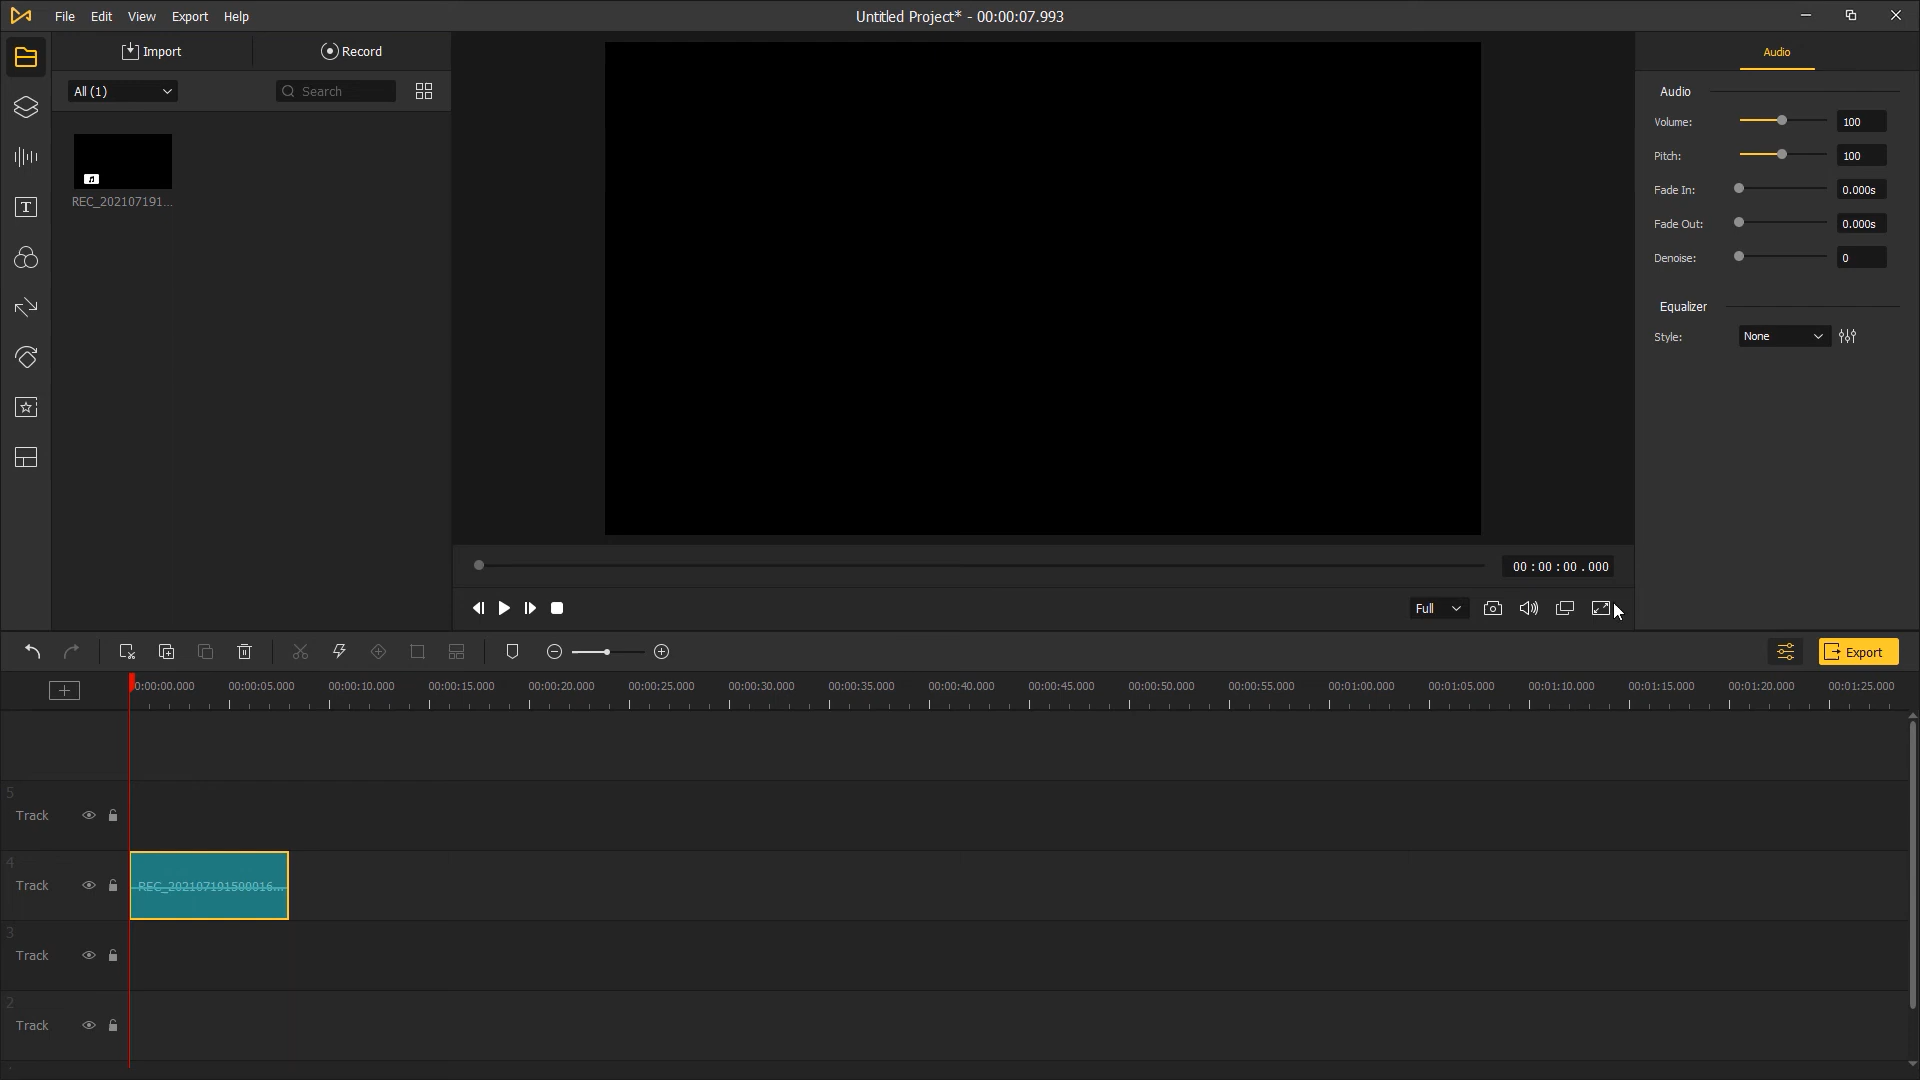 File Edit View Export Help
Untitled Project* - 00:00:07.993
Import Record
All (1) Search
REC_202107191...
Audio
Audio
Volume: 100
Pitch: 100
Fade In: 0.000s
Fade Out: 0.000s
Denoise: 0
Equalizer
Style: None
00 : 00 : 00 . 000
Full
Export
0:00:00.000 00:00:05.000 00:00:10.000 00:00:15.000 00:00:20.000 00:00:25.000 00:00:30.000 00:00:35.000 00:00:40.000 00:00:45.000 00:00:50.000 00:00:55.000 00:01:00.000 00:01:05.000 00:01:10.000 00:01:15.000 00:01:20.000 00:01:25.000
5
Track
4
Track
REC_202107191500016...
3
Track
2
Track